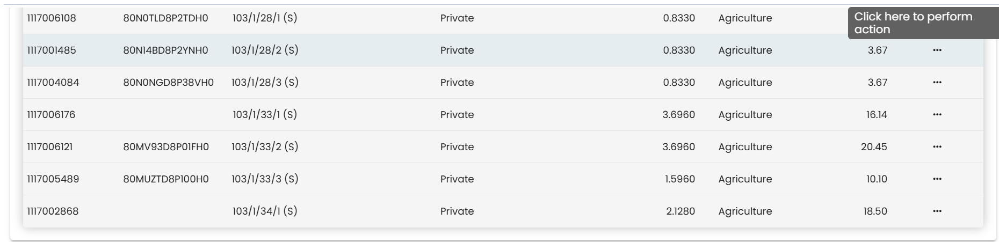 1117006108 80N0TLD8P2TDH0 103/1/28/1 (S) Private 0.8330 Agriculture
Click here to perform
action
1117001485 80N14BD8P2YNH0 103/1/28/2 (S) Private 0.8330 Agriculture 3.67 •••
1117004084 80N0NGD8P38VH0 103/1/28/3 (S) Private 0.8330 Agriculture 3.67 •••
1117006176 103/1/33/1 (S) Private 3.6960 Agriculture 16.14 •••
1117006121 80MV93D8P01FH0 103/1/33/2 (S) Private 3.6960 Agriculture 20.45 •••
1117005489 80MUZTD8P100H0 103/1/33/3 (S) Private 1.5960 Agriculture 10.10 •••
1117002868 103/1/34/1 (S) Private 2.1280 Agriculture 18.50 •••